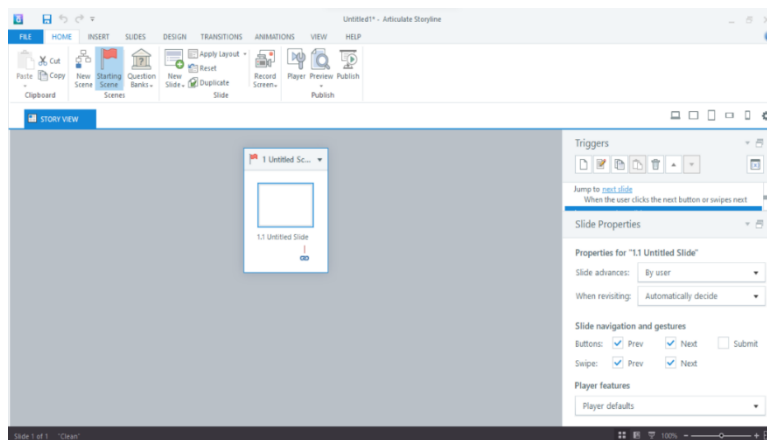 Untitled1* - Articulate Storyline
FILE HOME INSERT SLIDES DESIGN TRANSITIONS ANIMATIONS VIEW HELP
Paste
Cut
Copy
Clipboard
New Scene
Starting Scene
Question Banks
Scenes
New Slide
Apply Layout
Reset
Duplicate
Slide
Record Screen
Player
Preview
Publish
Publish
STORY VIEW
1 Untitled Sc...
1.1 Untitled Slide
Triggers
Jump to next slide
When the user clicks the next button or swipes next
Slide Properties
Properties for "1.1 Untitled Slide"
Slide advances: By user
When revisiting: Automatically decide
Slide navigation and gestures
Buttons: Prev Next Submit
Swipe: Prev Next
Player features
Player defaults
Slide 1 of 1 'Clean' 100%